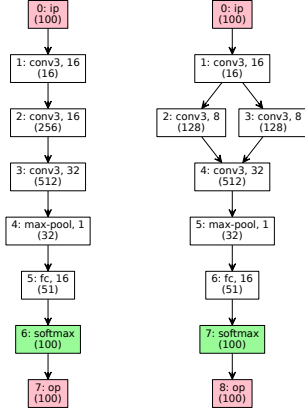 0: ip
(100)
1: conv3, 16
(16)
2: conv3, 16
(256)
3: conv3, 32
(512)
4: max-pool, 1
(32)
5: fc, 16
(51)
6: softmax
(100)
7: op
(100)
0: ip
(100)
1: conv3, 16
(16)
2: conv3, 8
(128)
3: conv3, 8
(128)
4: conv3, 32
(512)
5: max-pool, 1
(32)
6: fc, 16
(51)
7: softmax
(100)
8: op
(100)